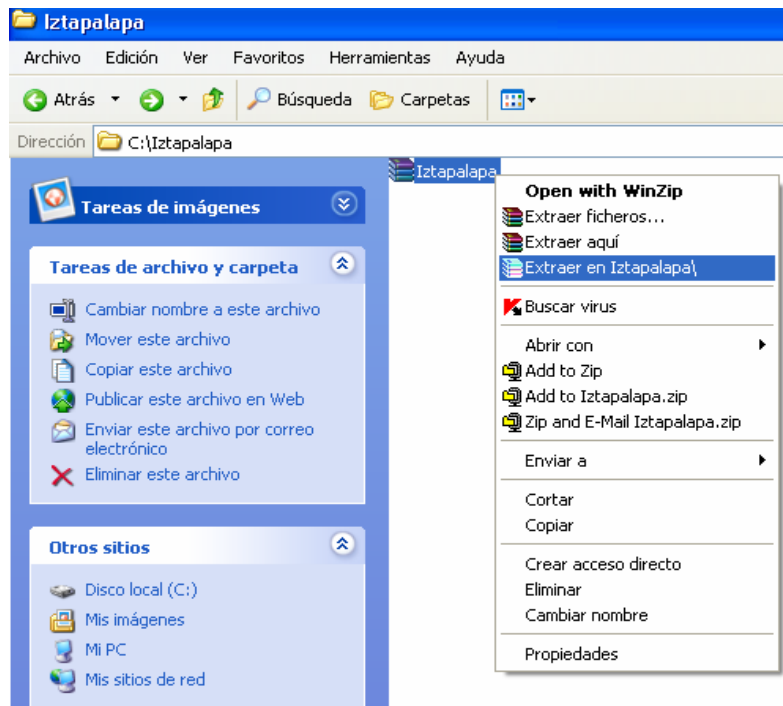 Iztapalapa
Archivo Edición Ver Favoritos Herramientas Ayuda
Atrás Búsqueda Carpetas
Dirección C:\Iztapalapa
Tareas de imágenes
Tareas de archivo y carpeta
Cambiar nombre a este archivo
Mover este archivo
Copiar este archivo
Publicar este archivo en Web
Enviar este archivo por correo
electrónico
Eliminar este archivo
Otros sitios
Disco local (C:)
Mis imágenes
Mi PC
Mis sitios de red
Iztapalapa
Open with WinZip
Extraer ficheros...
Extraer aquí
Extraer en Iztapalapa\
Buscar virus
Abrir con
Add to Zip
Add to Iztapalapa.zip
Zip and E-Mail Iztapalapa.zip
Enviar a
Cortar
Copiar
Crear acceso directo
Eliminar
Cambiar nombre
Propiedades